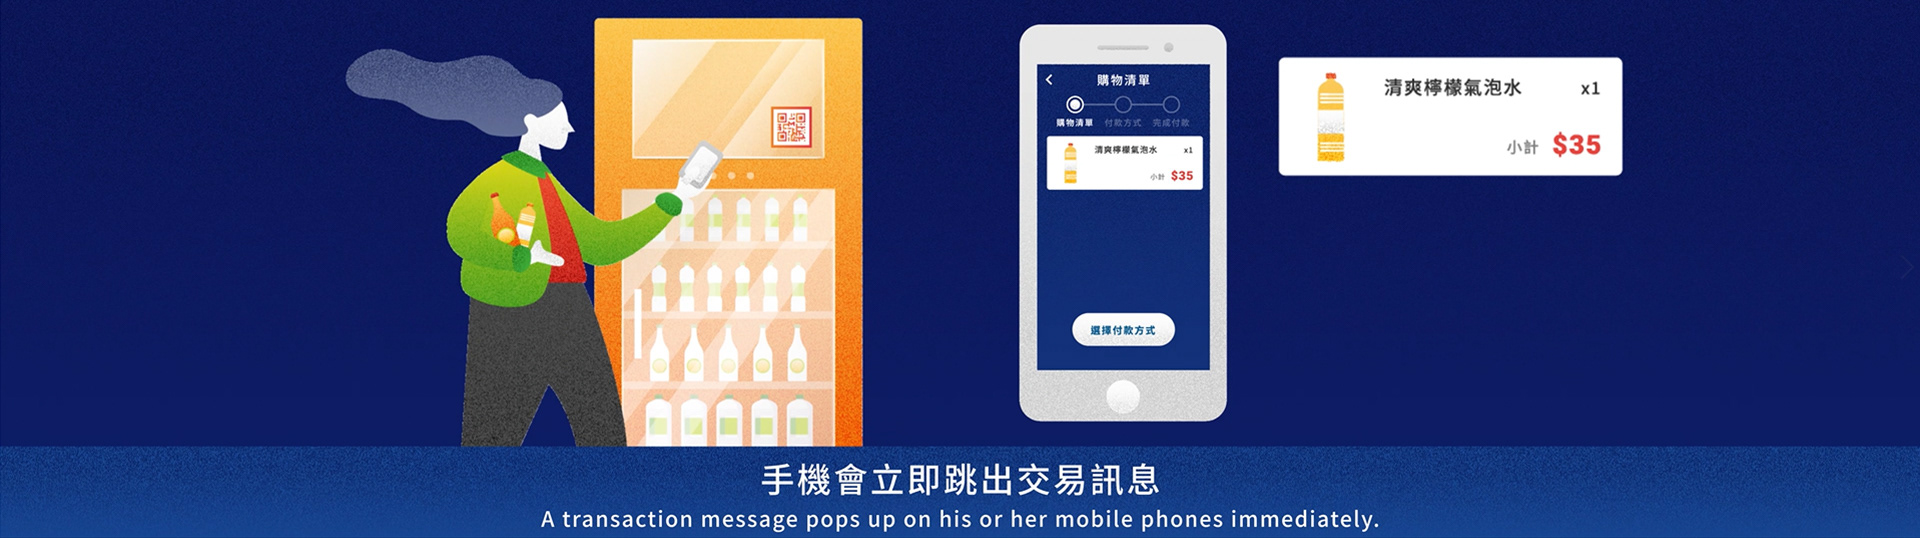 購物清單
購物清單 付款方式 完成付款
清爽檸檬氣泡水 x1
小計 $35
選擇付款方式
清爽檸檬氣泡水 x1
小計 $35
手機會立即跳出交易訊息
A transaction message pops up on his or her mobile phones immediately.